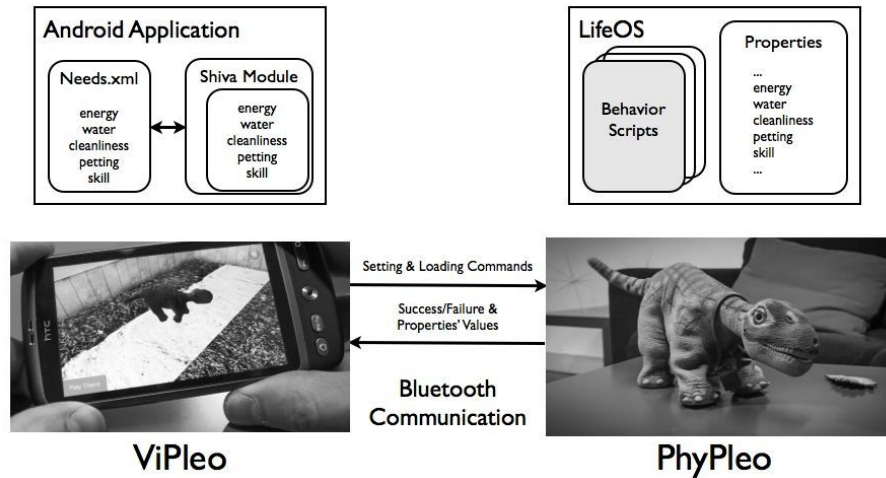 Android Application
Needs.xml
energy
water
cleanliness
petting
skill
Shiva Module
energy
water
cleanliness
petting
skill
LifeOS
Behavior
Scripts
Properties
...
energy
water
cleanliness
petting
skill
...
hTC
Setting & Loading Commands
Success/Failure &
Properties' Values
Bluetooth
Communication
ViPleo
PhyPleo